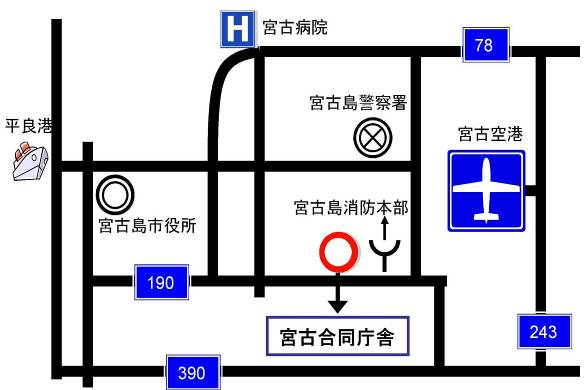 H 宮古病院
78
宮古島警察署
平良港
宮古空港
宮古島消防本部
宮古島市役所
190
宮古合同庁舎
243
390